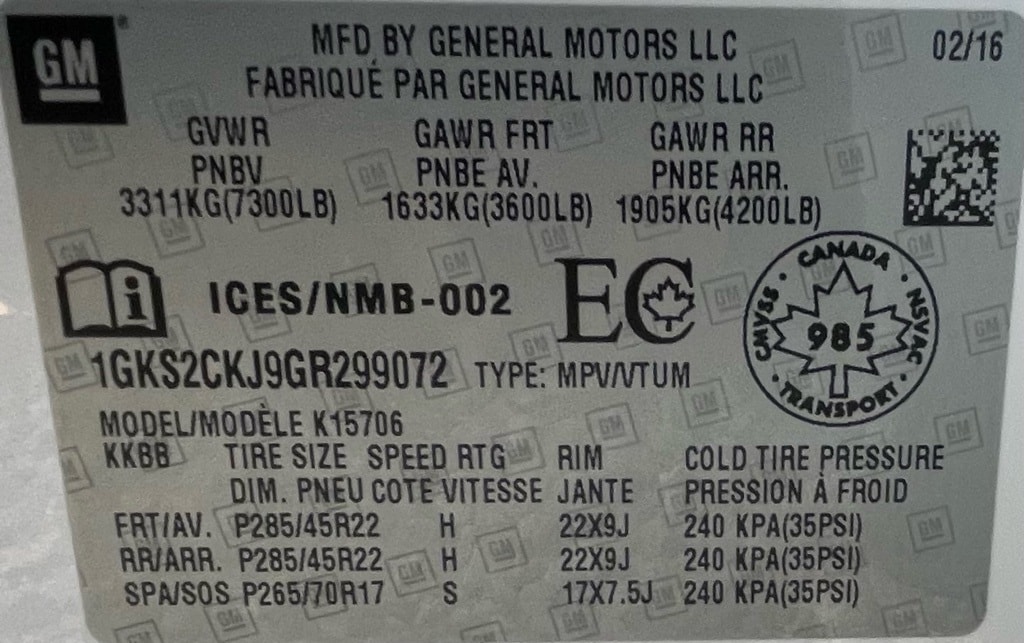 GM
MFD BY GENERAL MOTORS LLC 02/16
FABRIQUÉ PAR GENERAL MOTORS LLC
GVWR GAWR FRT GAWR RR
PNBV PNBE AV. PNBE ARR.
3311KG(7300LB) 1633KG(3600LB) 1905KG(4200LB)
i ICES/NMB-002 EC
CANADA
CMVSS 985 NSVAC
TRANSPORT
1GKS2CKJ9GR299072 TYPE: MPV/VTUM
MODEL/MODÈLE K15706
KKBB TIRE SIZE SPEED RTG RIM COLD TIRE PRESSURE
DIM. PNEU COTE VITESSE JANTE PRESSION À FROID
FRT/AV. P285/45R22 H 22X9J 240 KPA(35PSI)
RR/ARR. P285/45R22 H 22X9J 240 KPA(35PSI)
SPA/SOS P265/70R17 S 17X7.5J 240 KPA(35PSI)